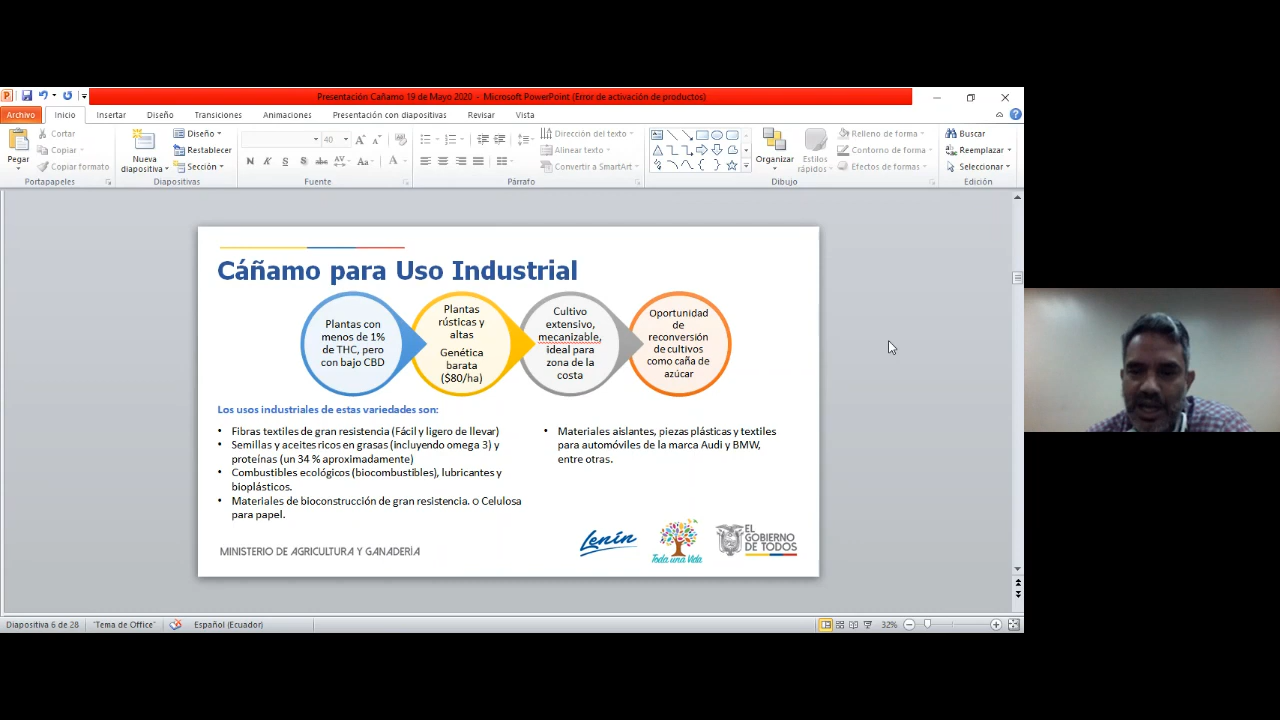 Presentación Cañamo 19 de Mayo 2020 - Microsoft PowerPoint (Error de activación de productos)
Archivo Inicio Insertar Diseño Transiciones Animaciones Presentación con diapositivas Revisar Vista
Pegar
Cortar
Copiar
Copiar formato
Portapapeles
Nueva
diapositiva
Diseño
Restablecer
Sección
Diapositivas
40
N K S S abc AV Aa A
Fuente
Dirección del texto
Alinear texto
Convertir a SmartArt
Párrafo
Organizar
Estilos
rápidos
Relleno de forma
Contorno de forma
Efectos de formas
Dibujo
Buscar
Reemplazar
Seleccionar
Edición
Cáñamo para Uso Industrial
Plantas con
menos de 1%
de THC, pero
con bajo CBD
Plantas
rústicas y
altas
Genética
barata
($80/ha)
Cultivo
extensivo,
mecanizable,
ideal para
zona de la
costa
Oportunidad
de
reconversión
de cultivos
como caña de
azúcar
Los usos industriales de estas variedades son:
• Fibras textiles de gran resistencia (Fácil y ligero de llevar)
• Semillas y aceites ricos en grasas (incluyendo omega 3) y
proteínas (un 34 % aproximadamente)
• Combustibles ecológicos (biocombustibles), lubricantes y
bioplásticos.
• Materiales de bioconstrucción de gran resistencia. o Celulosa
para papel.
• Materiales aislantes, piezas plásticas y textiles
para automóviles de la marca Audi y BMW,
entre otras.
MINISTERIO DE AGRICULTURA Y GANADERÍA
Lenín
Toda una Vida
EL
GOBIERNO
DE TODOS
Diapositiva 6 de 28 "Tema de Office" Español (Ecuador) 32%